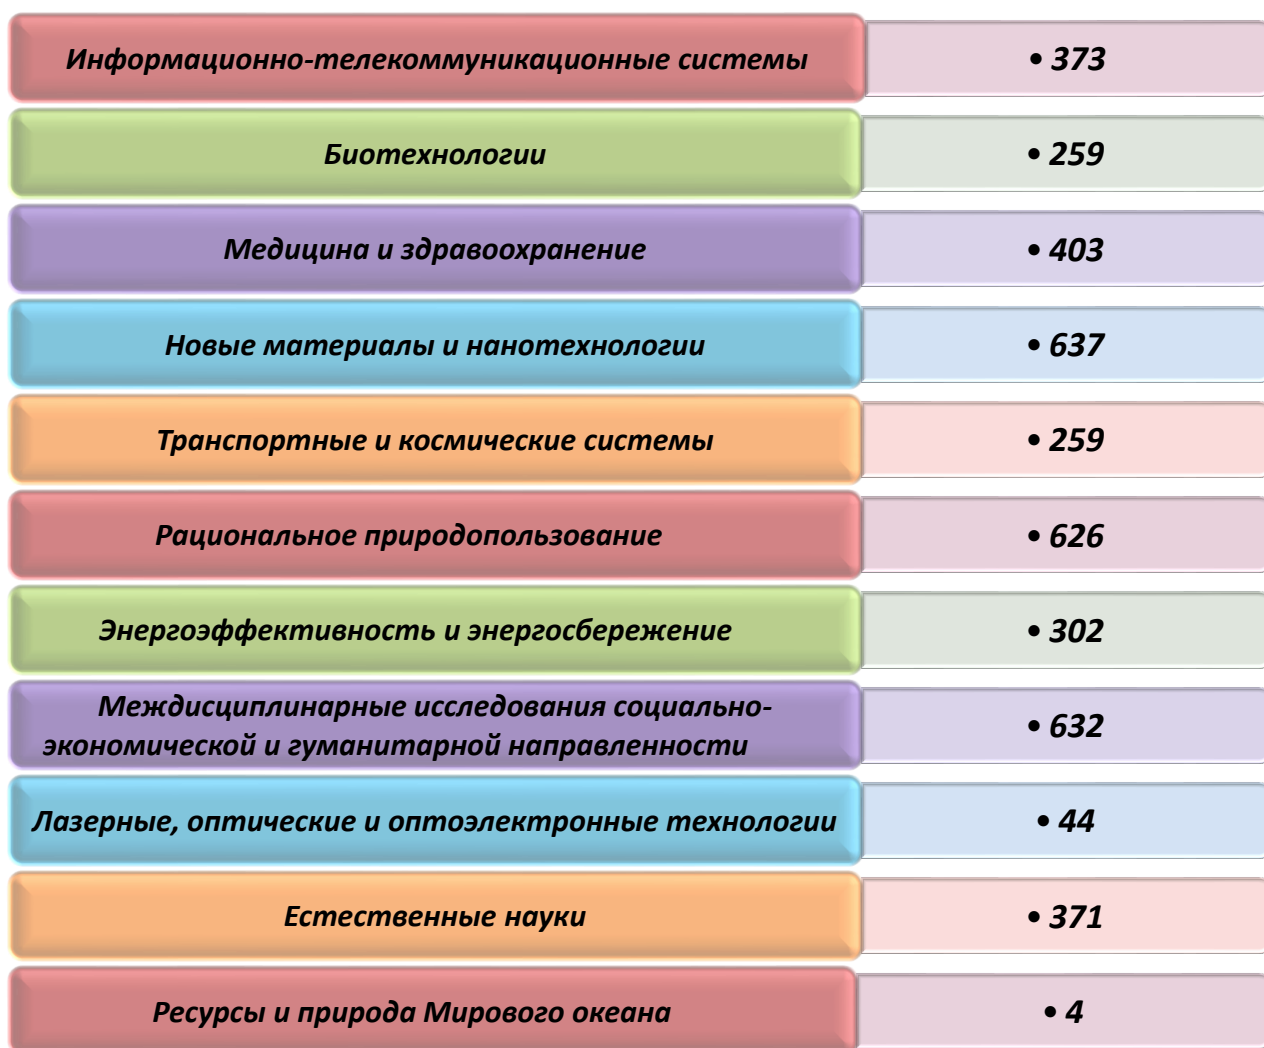 Информационно-телекоммуникационные системы
• 373
Биотехнологии
• 259
Медицина и здравоохранение
• 403
Новые материалы и нанотехнологии
• 637
Транспортные и космические системы
• 259
Рациональное природопользование
• 626
Энергоэффективность и энергосбережение
• 302
Междисциплинарные исследования социально-
экономической и гуманитарной направленности
• 632
Лазерные, оптические и оптоэлектронные технологии
• 44
Естественные науки
• 371
Ресурсы и природа Мирового океана
• 4